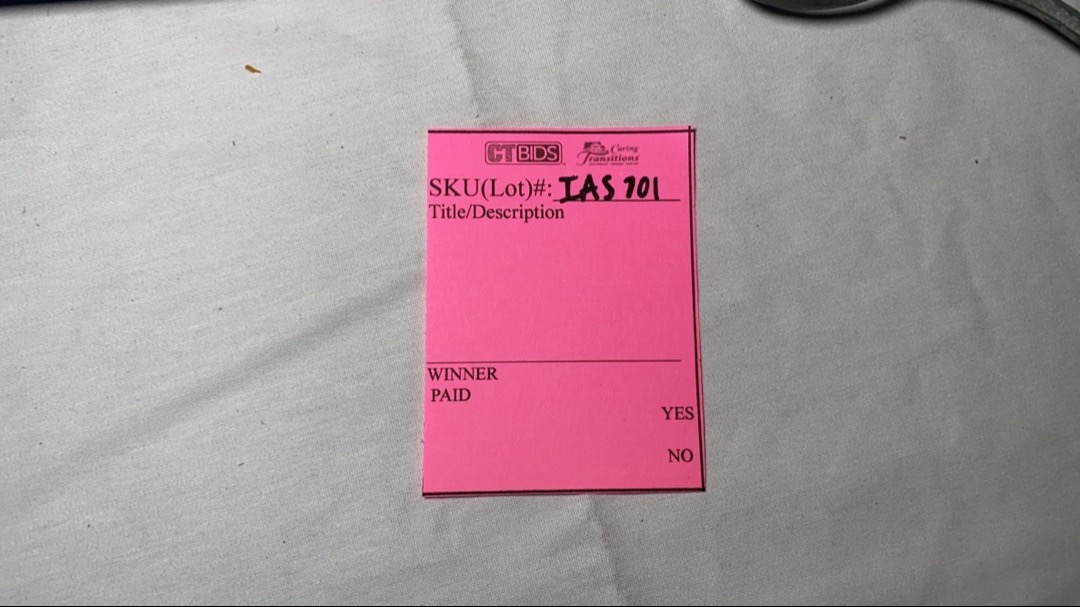 CTBIDS
Caring
Transitions
SKU(Lot)#: IAS 701
Title/Description
WINNER
PAID
YES
NO